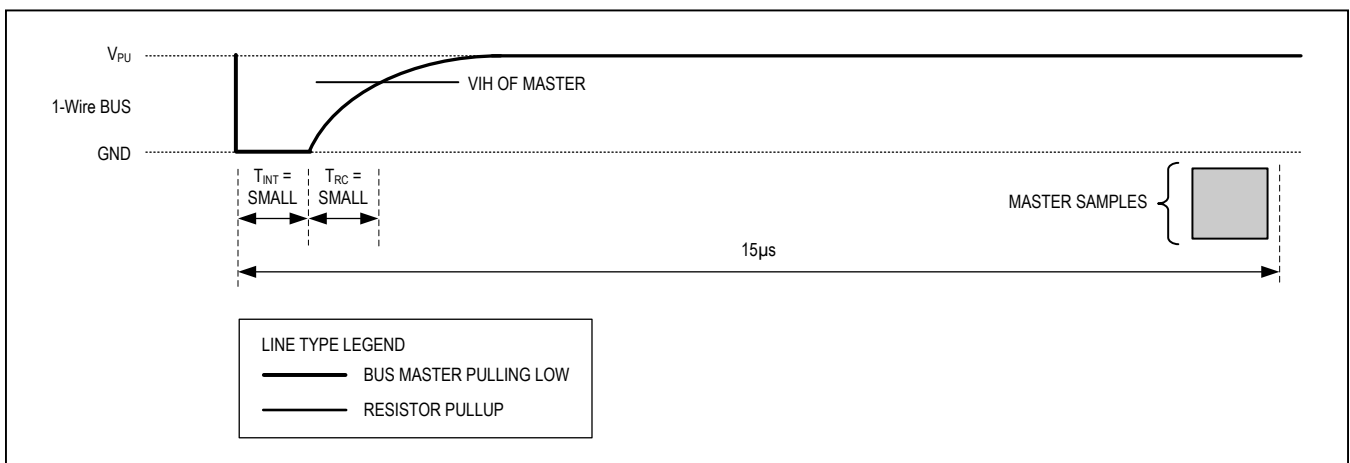 VPU
VIH OF MASTER
1-Wire BUS
GND
TINT =
SMALL
TRC =
SMALL
MASTER SAMPLES
15µs
LINE TYPE LEGEND
BUS MASTER PULLING LOW
RESISTOR PULLUP